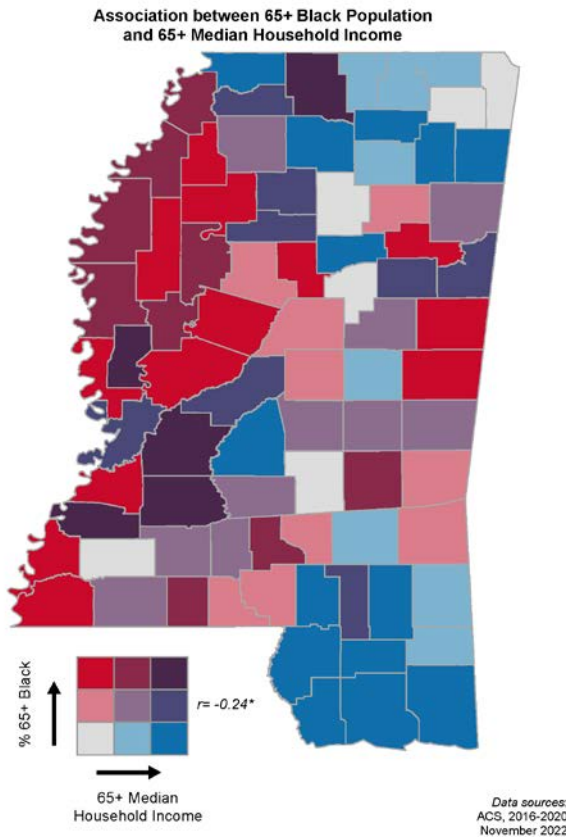 Association between 65+ Black Population
and 65+ Median Household Income
% 65+ Black
r= -0.24*
65+ Median
Household Income
Data sources:
ACS, 2016-2020
November 2022